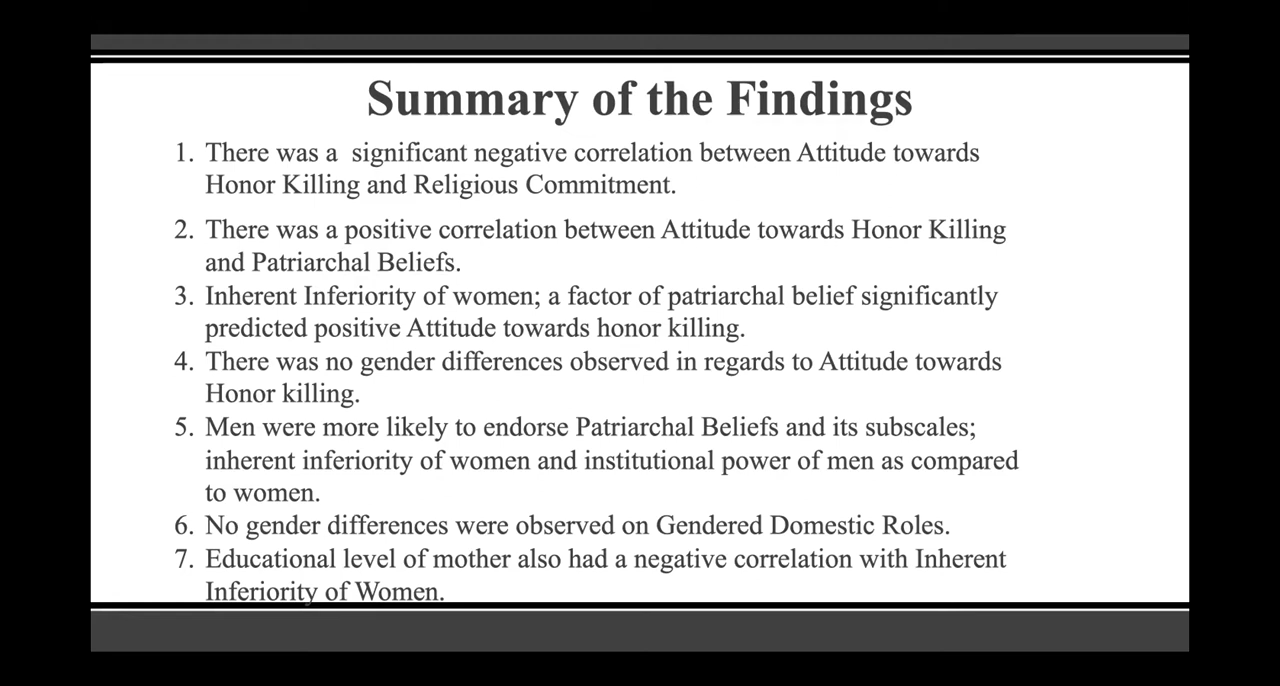 Summary of the Findings
1. There was a  significant negative correlation between Attitude towards
Honor Killing and Religious Commitment.
2. There was a positive correlation between Attitude towards Honor Killing
and Patriarchal Beliefs.
3. Inherent Inferiority of women; a factor of patriarchal belief significantly
predicted positive Attitude towards honor killing.
4. There was no gender differences observed in regards to Attitude towards
Honor killing.
5. Men were more likely to endorse Patriarchal Beliefs and its subscales;
inherent inferiority of women and institutional power of men as compared
to women.
6. No gender differences were observed on Gendered Domestic Roles.
7. Educational level of mother also had a negative correlation with Inherent
Inferiority of Women.